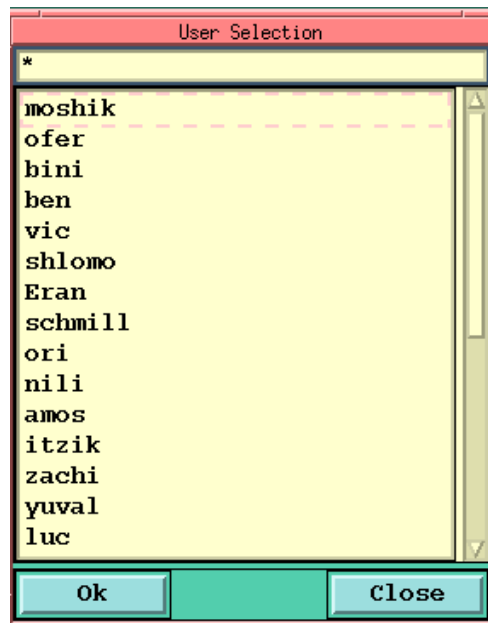 User Selection
*
moshik
ofer
bini
ben
vic
shlomo
Eran
schmill
ori
nili
amos
itzik
zachi
yuval
luc
Ok Close